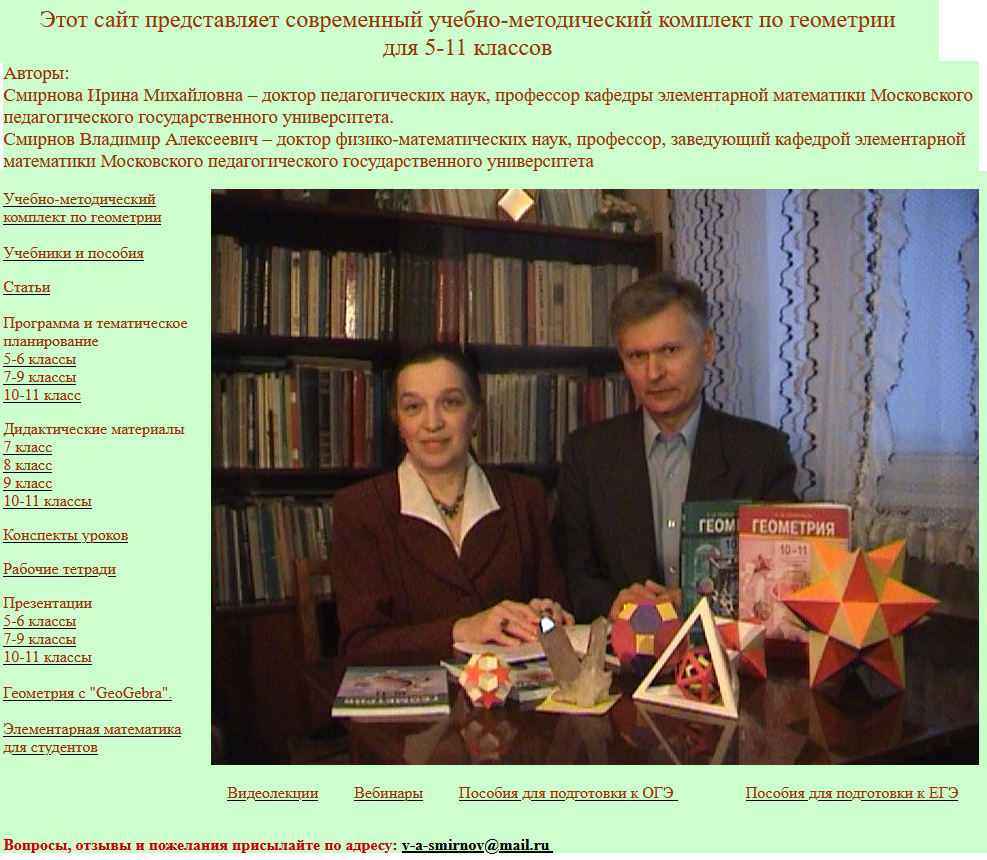 Этот сайт представляет современный учебно-методический комплект по геометрии
для 5-11 классов
Авторы:
Смирнова Ирина Михайловна – доктор педагогических наук, профессор кафедры элементарной математики Московского
педагогического государственного университета.
Смирнов Владимир Алексеевич – доктор физико-математических наук, профессор, заведующий кафедрой элементарной
математики Московского педагогического государственного университета
Учебно-методический
комплект по геометрии
Учебники и пособия
Статьи
Программа и тематическое
планирование
5-6 классы
7-9 классы
10-11 класс
Дидактические материалы
7 класс
8 класс
9 класс
10-11 классы
Конспекты уроков
Рабочие тетради
Презентации
5-6 классы
7-9 классы
10-11 классы
Геометрия с "GeoGebra".
Элементарная математика
для студентов
ГЕОМ
10
ГЕОМЕТРИЯ
10-11
Видеолекции Вебинары Пособия для подготовки к ОГЭ Пособия для подготовки к ЕГЭ
Вопросы, отзывы и пожелания присылайте по адресу: v-a-smirnov@mail.ru